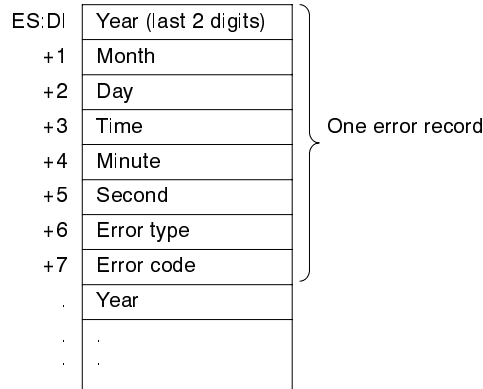 ES:DI Year (last 2 digits)
+1 Month
+2 Day
+3 Time
One error record
+4 Minute
+5 Second
+6 Error type
+7 Error code
. Year
. .
. .